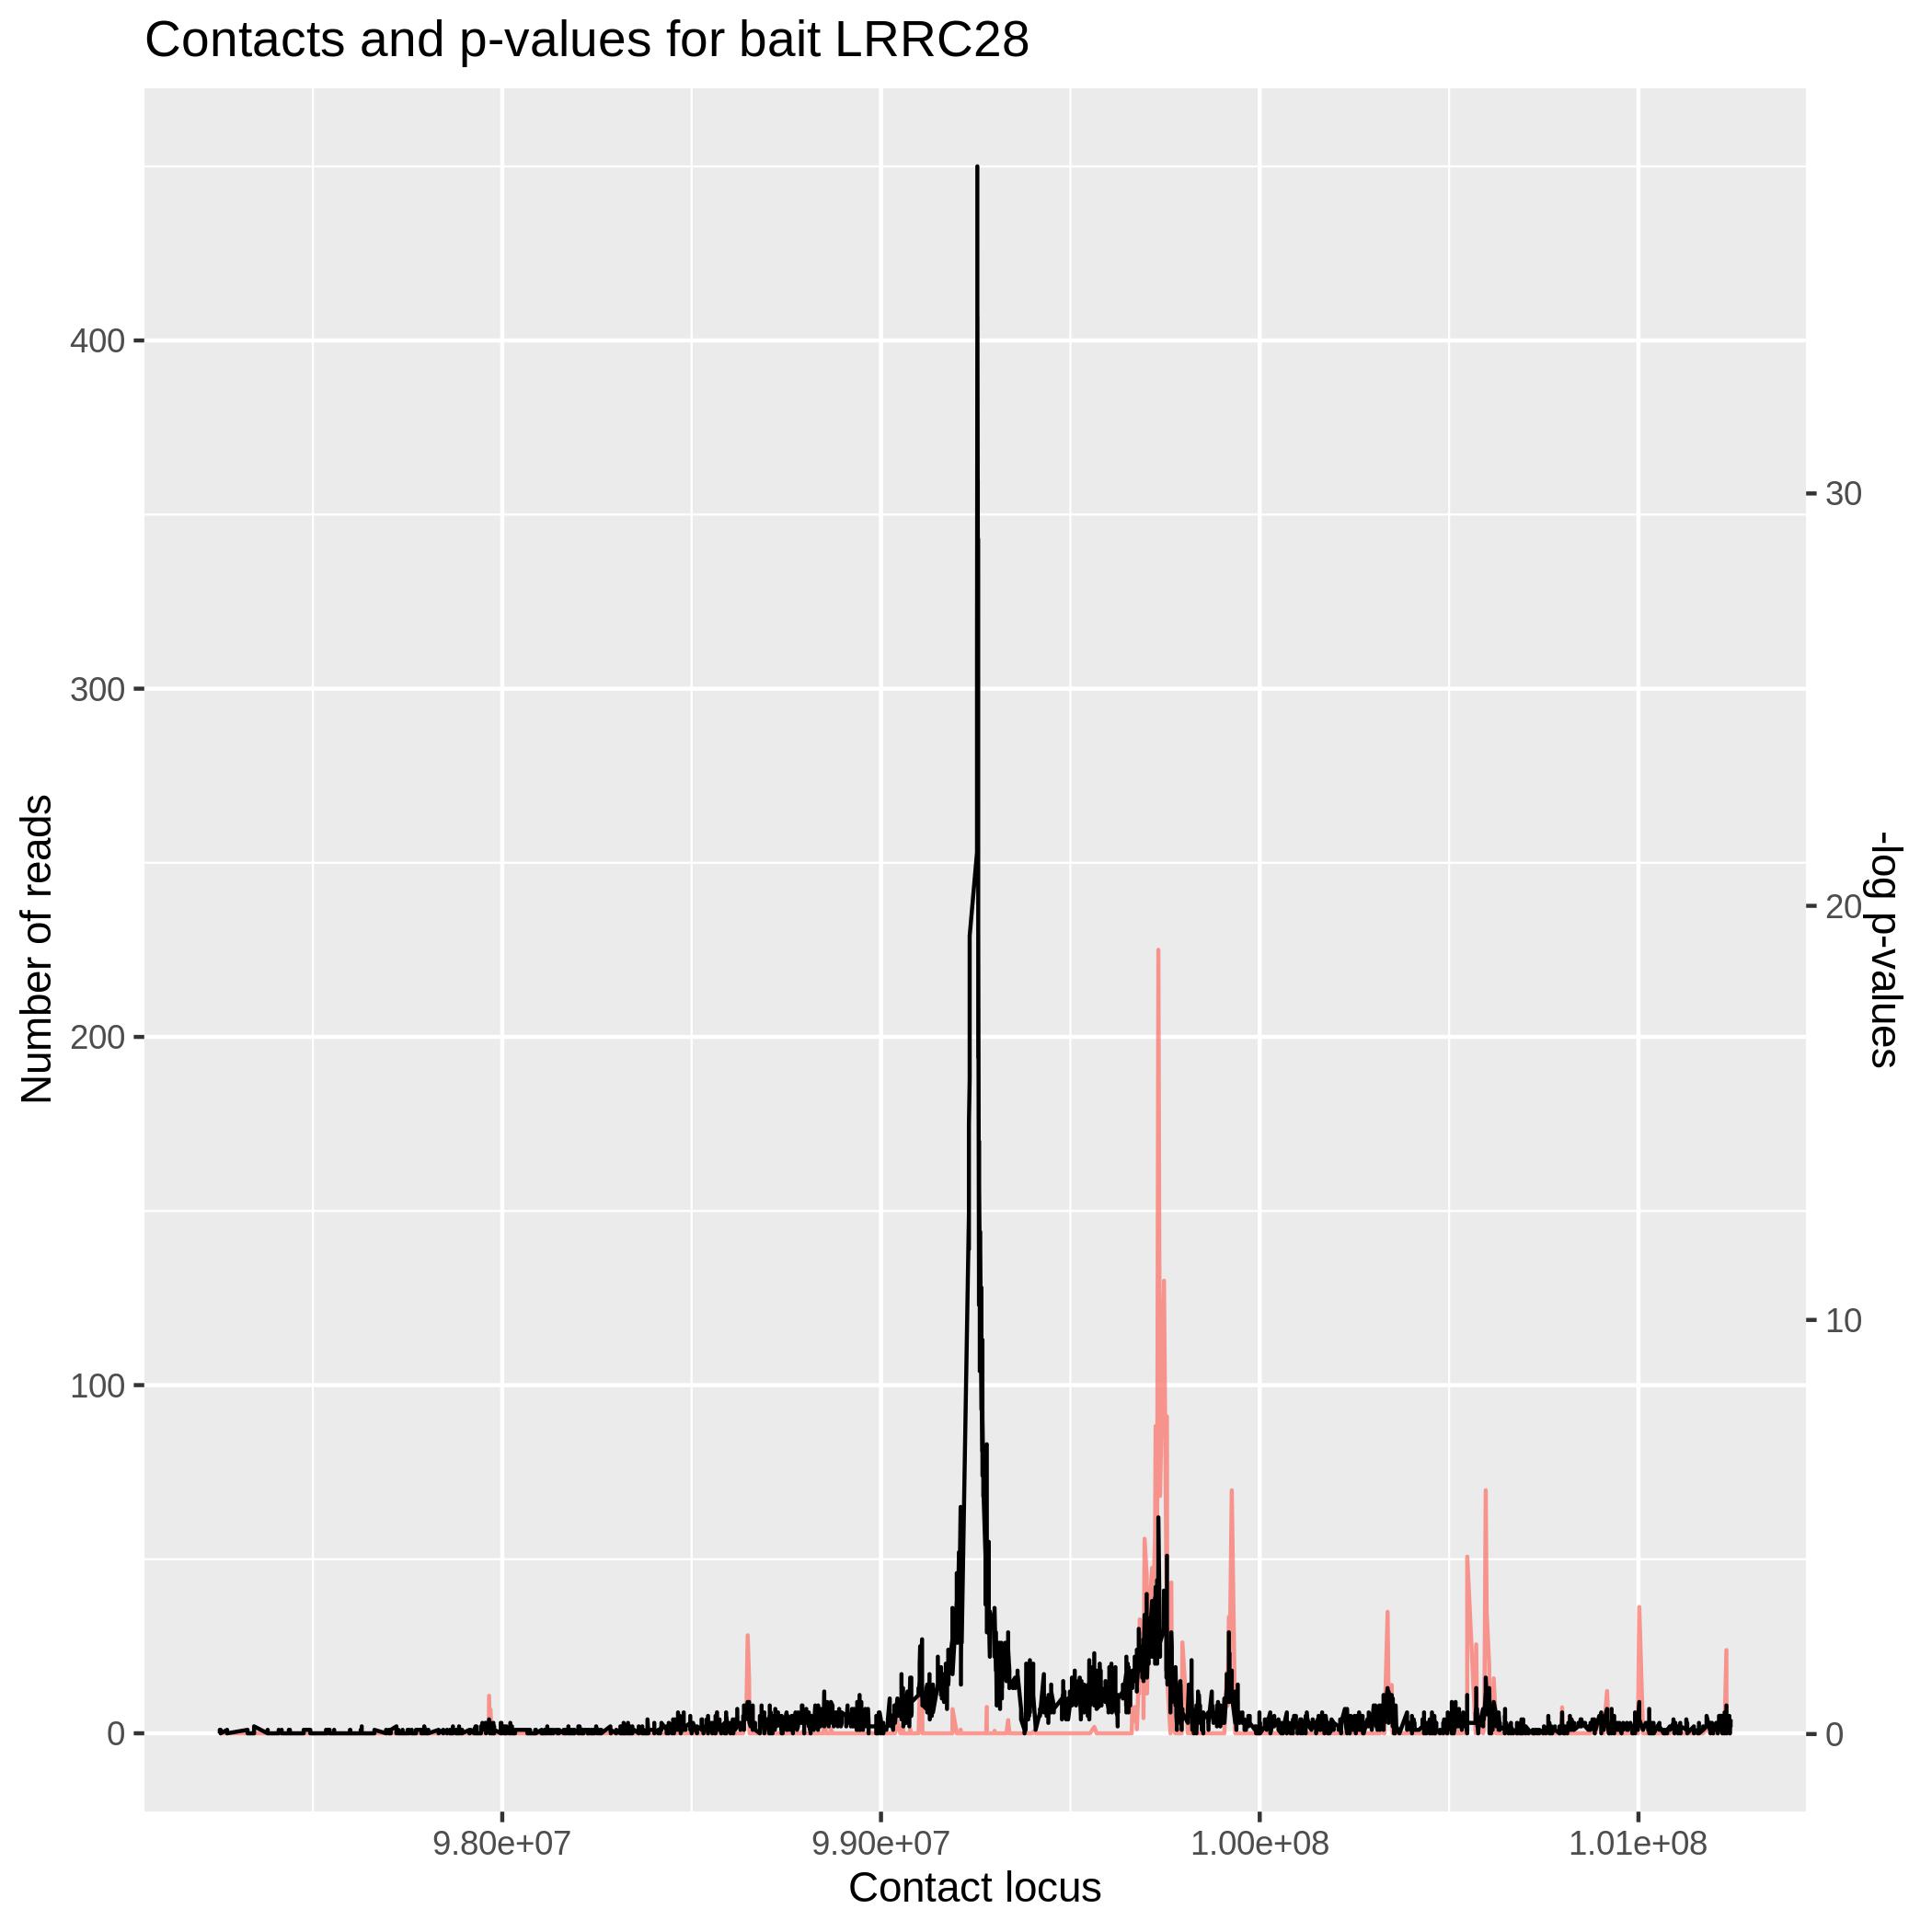 Contacts and p-values for bait LRRC28
Number of reads
400
300
200
100
0
30
20
10
0
-log p-values
9.80e+07 9.90e+07 1.00e+08 1.01e+08
Contact locus